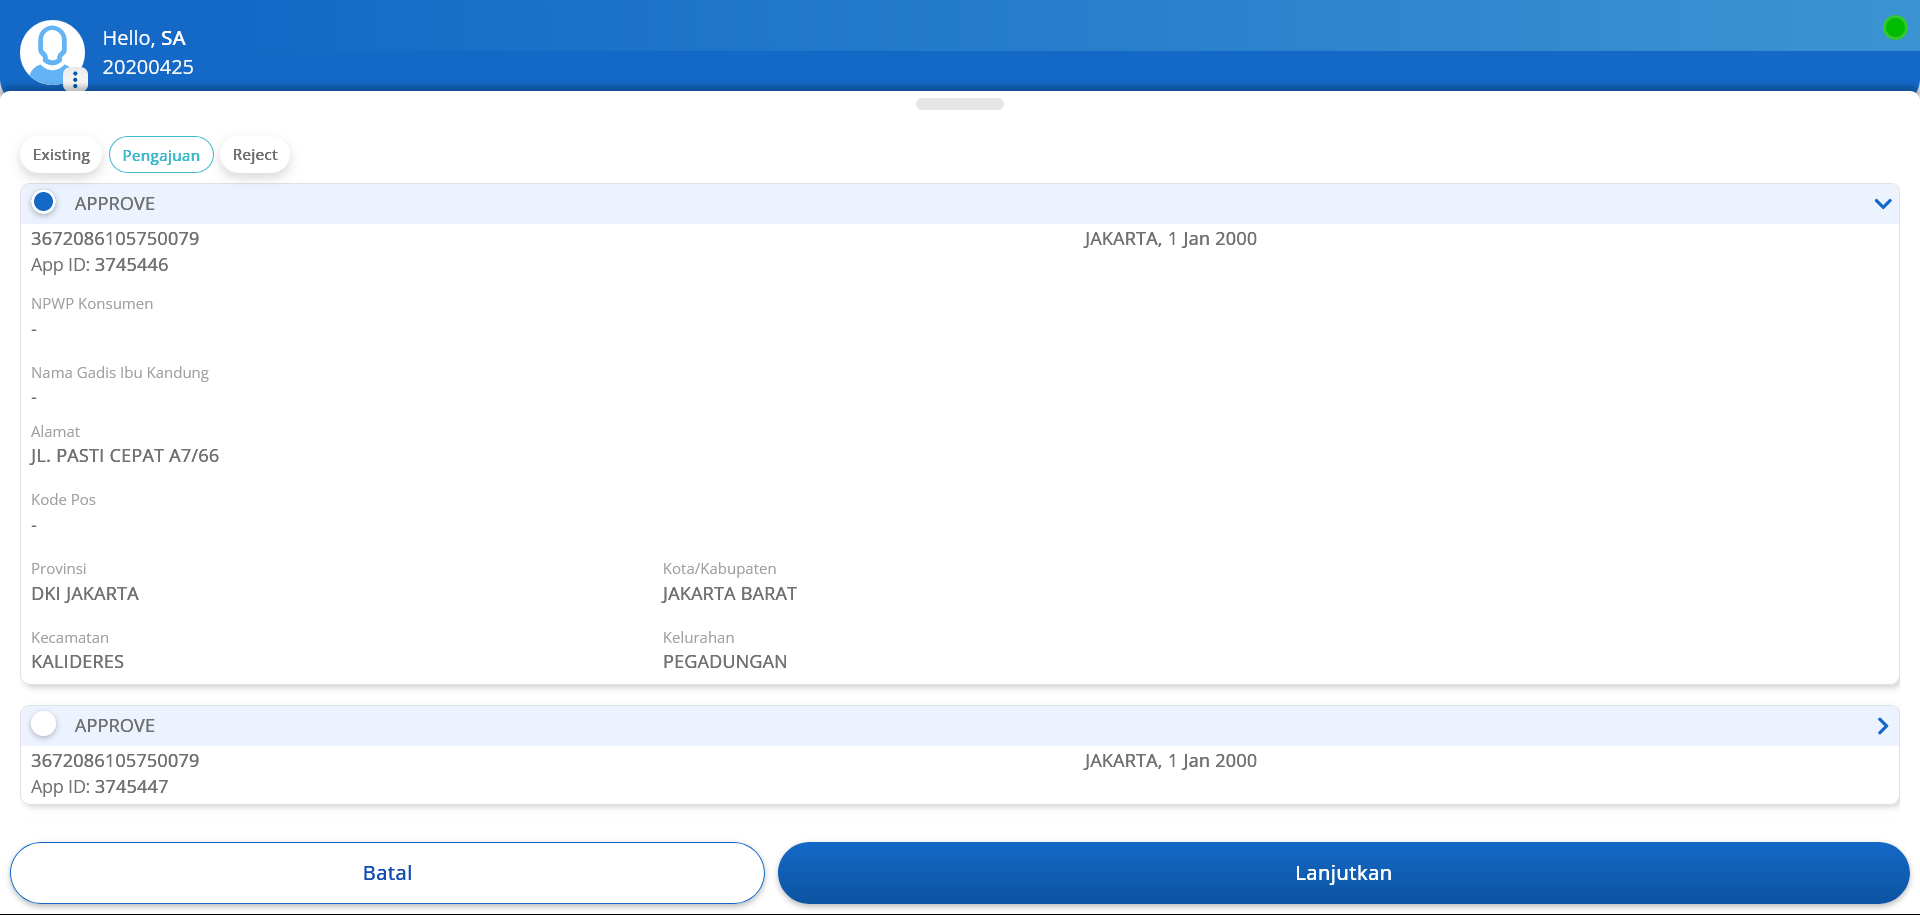 Hello, SA
20200425
Existing
Pengajuan
Reject
APPROVE
3672086105750079
JAKARTA, 1 Jan 2000
App ID: 3745446
NPWP Konsumen
-
Nama Gadis Ibu Kandung
-
Alamat
JL. PASTI CEPAT A7/66
Kode Pos
-
Provinsi
Kota/Kabupaten
DKI JAKARTA
JAKARTA BARAT
Kecamatan
Kelurahan
KALIDERES
PEGADUNGAN
APPROVE
3672086105750079
JAKARTA, 1 Jan 2000
App ID: 3745447
Batal
Lanjutkan